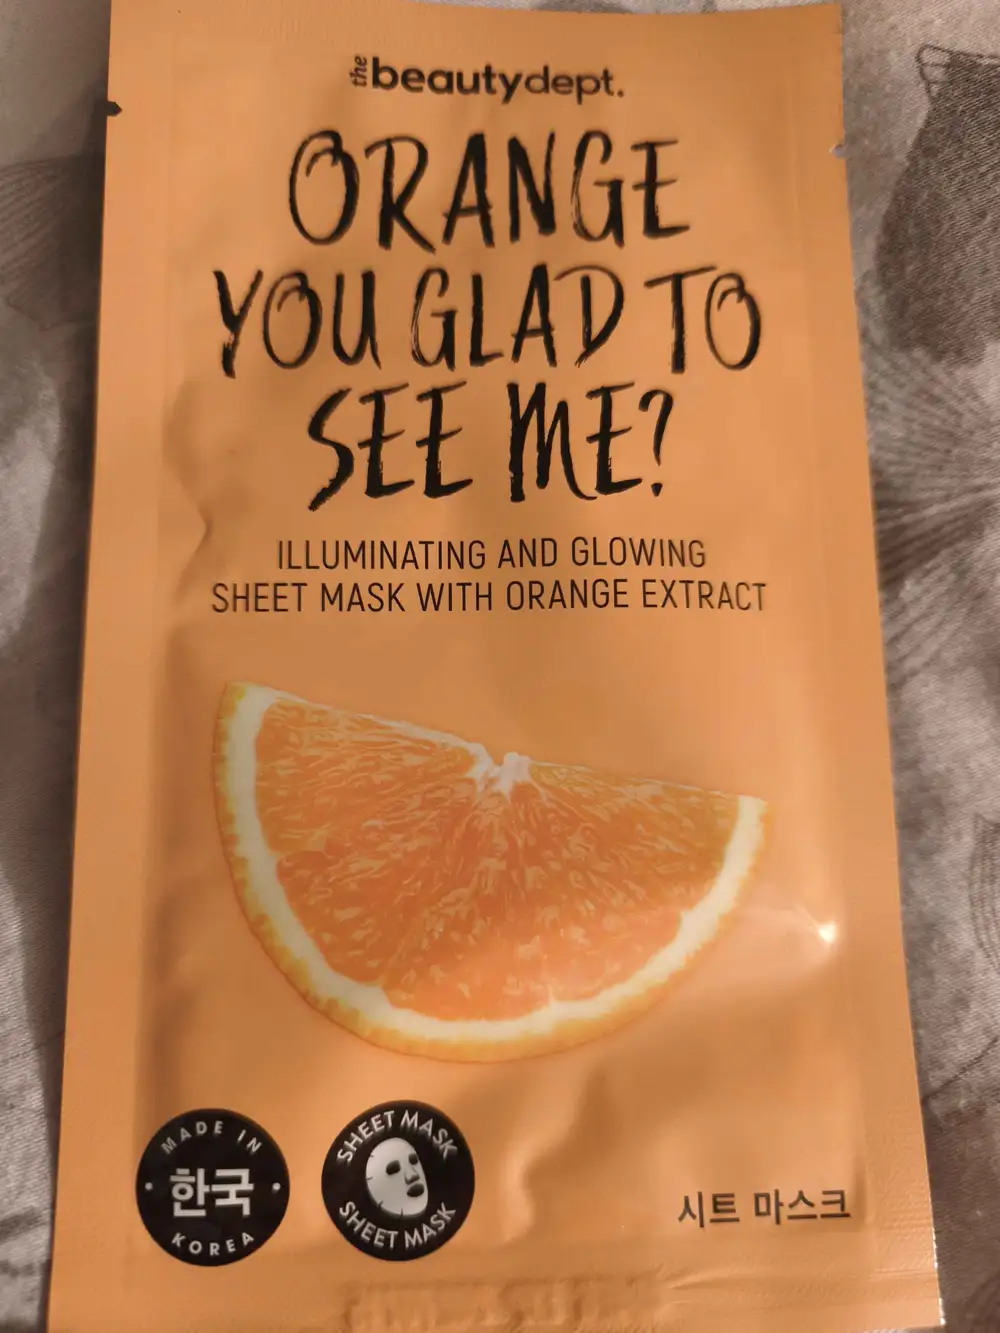 the beautydept.
ORANGE
YOU GLAD TO
SEE ME?
ILLUMINATING AND GLOWING
SHEET MASK WITH ORANGE EXTRACT
MADE IN
한국
KOREA
SHEET MASK
SHEET MASK
시트 마스크